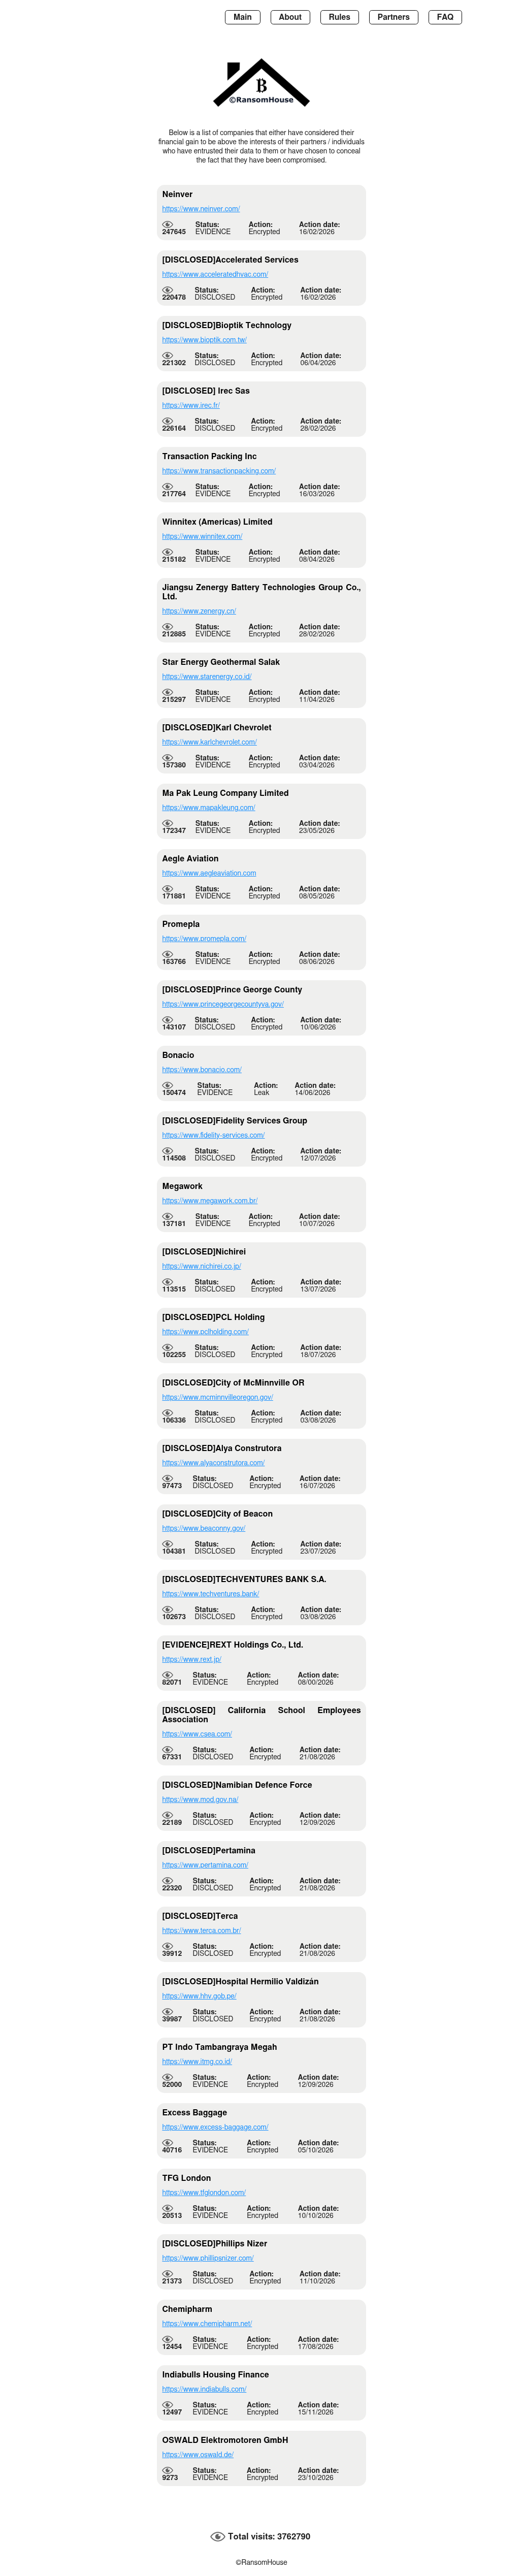 Main About Rules Partners FAQ
©RansomHouse
Below is a list of companies that either have considered their
financial gain to be above the interests of their partners / individuals
who have entrusted their data to them or have chosen to conceal
the fact that they have been compromised.
Neinver
https://www.neinver.com/
Status: Action: Action date:
247645 EVIDENCE Encrypted 16/02/2026
[DISCLOSED]Accelerated Services
https://www.acceleratedhvac.com/
Status: Action: Action date:
220478 DISCLOSED Encrypted 16/02/2026
[DISCLOSED]Bioptik Technology
https://www.bioptik.com.tw/
Status: Action: Action date:
221302 DISCLOSED Encrypted 06/04/2026
[DISCLOSED] Irec Sas
https://www.irec.fr/
Status: Action: Action date:
226164 DISCLOSED Encrypted 28/02/2026
Transaction Packing Inc
https://www.transactionpacking.com/
Status: Action: Action date:
217764 EVIDENCE Encrypted 16/03/2026
Winnitex (Americas) Limited
https://www.winnitex.com/
Status: Action: Action date:
215182 EVIDENCE Encrypted 08/04/2026
Jiangsu Zenergy Battery Technologies Group Co.,
Ltd.
https://www.zenergy.cn/
Status: Action: Action date:
212885 EVIDENCE Encrypted 28/02/2026
Star Energy Geothermal Salak
https://www.starenergy.co.id/
Status: Action: Action date:
215297 EVIDENCE Encrypted 11/04/2026
[DISCLOSED]Karl Chevrolet
https://www.karlchevrolet.com/
Status: Action: Action date:
157380 EVIDENCE Encrypted 03/04/2026
Ma Pak Leung Company Limited
https://www.mapakleung.com/
Status: Action: Action date:
172347 EVIDENCE Encrypted 23/05/2026
Aegle Aviation
https://www.aegleaviation.com
Status: Action: Action date:
171881 EVIDENCE Encrypted 08/05/2026
Promepla
https://www.promepla.com/
Status: Action: Action date:
163766 EVIDENCE Encrypted 08/06/2026
[DISCLOSED]Prince George County
https://www.princegeorgecountyva.gov/
Status: Action: Action date:
143107 DISCLOSED Encrypted 10/06/2026
Bonacio
https://www.bonacio.com/
Status: Action: Action date:
150474 EVIDENCE Leak 14/06/2026
[DISCLOSED]Fidelity Services Group
https://www.fidelity-services.com/
Status: Action: Action date:
114508 DISCLOSED Encrypted 12/07/2026
Megawork
https://www.megawork.com.br/
Status: Action: Action date:
137181 EVIDENCE Encrypted 10/07/2026
[DISCLOSED]Nichirei
https://www.nichirei.co.jp/
Status: Action: Action date:
113515 DISCLOSED Encrypted 13/07/2026
[DISCLOSED]PCL Holding
https://www.pclholding.com/
Status: Action: Action date:
102255 DISCLOSED Encrypted 18/07/2026
[DISCLOSED]City of McMinnville OR
https://www.mcminnvilleoregon.gov/
Status: Action: Action date:
106336 DISCLOSED Encrypted 03/08/2026
[DISCLOSED]Alya Construtora
https://www.alyaconstrutora.com/
Status: Action: Action date:
97473 DISCLOSED Encrypted 16/07/2026
[DISCLOSED]City of Beacon
https://www.beaconny.gov/
Status: Action: Action date:
104381 DISCLOSED Encrypted 23/07/2026
[DISCLOSED]TECHVENTURES BANK S.A.
https://www.techventures.bank/
Status: Action: Action date:
102673 DISCLOSED Encrypted 03/08/2026
[EVIDENCE]REXT Holdings Co., Ltd.
https://www.rext.jp/
Status: Action: Action date:
82071 EVIDENCE Encrypted 08/00/2026
[DISCLOSED] California School Employees
Association
https://www.csea.com/
Status: Action: Action date:
67331 DISCLOSED Encrypted 21/08/2026
[DISCLOSED]Namibian Defence Force
https://www.mod.gov.na/
Status: Action: Action date:
22189 DISCLOSED Encrypted 12/09/2026
[DISCLOSED]Pertamina
https://www.pertamina.com/
Status: Action: Action date:
22320 DISCLOSED Encrypted 21/08/2026
[DISCLOSED]Terca
https://www.terca.com.br/
Status: Action: Action date:
39912 DISCLOSED Encrypted 21/08/2026
[DISCLOSED]Hospital Hermilio Valdizán
https://www.hhv.gob.pe/
Status: Action: Action date:
39987 DISCLOSED Encrypted 21/08/2026
PT Indo Tambangraya Megah
https://www.itmg.co.id/
Status: Action: Action date:
52000 EVIDENCE Encrypted 12/09/2026
Excess Baggage
https://www.excess-baggage.com/
Status: Action: Action date:
40716 EVIDENCE Encrypted 05/10/2026
TFG London
https://www.tfglondon.com/
Status: Action: Action date:
20513 EVIDENCE Encrypted 10/10/2026
[DISCLOSED]Phillips Nizer
https://www.phillipsnizer.com/
Status: Action: Action date:
21373 DISCLOSED Encrypted 11/10/2026
Chemipharm
https://www.chemipharm.net/
Status: Action: Action date:
12454 EVIDENCE Encrypted 17/08/2026
Indiabulls Housing Finance
https://www.indiabulls.com/
Status: Action: Action date:
12497 EVIDENCE Encrypted 15/11/2026
OSWALD Elektromotoren GmbH
https://www.oswald.de/
Status: Action: Action date:
9273 EVIDENCE Encrypted 23/10/2026
Total visits: 3762790
©RansomHouse